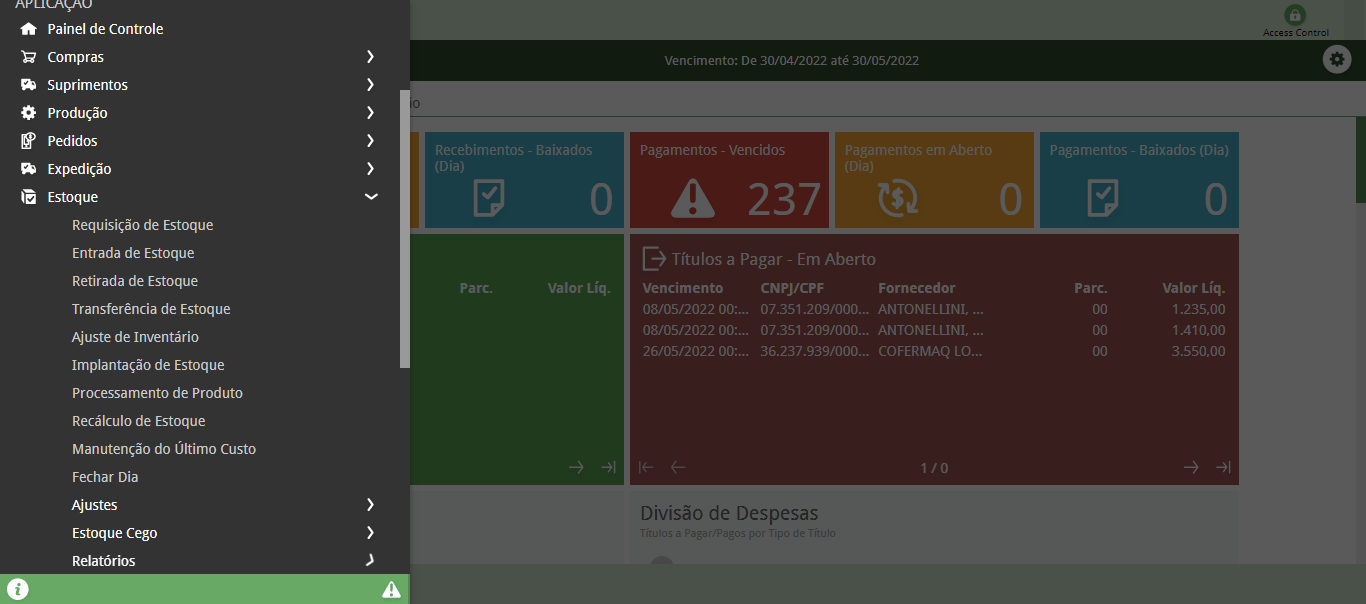 APLICAÇÃO
Painel de Controle
Compras
Suprimentos
Produção
Pedidos
Expedição
Estoque
Requisição de Estoque
Entrada de Estoque
Retirada de Estoque
Transferência de Estoque
Ajuste de Inventário
Implantação de Estoque
Processamento de Produto
Recálculo de Estoque
Manutenção do Último Custo
Fechar Dia
Ajustes
Estoque Cego
Relatórios
Access Control
Vencimento: De 30/04/2022 até 30/05/2022
Recebimentos - Baixados
(Dia)
0
Pagamentos - Vencidos
237
Pagamentos em Aberto
(Dia)
0
Pagamentos - Baixados (Dia)
0
Parc. Valor Líq.
Títulos a Pagar - Em Aberto
Vencimento CNPJ/CPF Fornecedor Parc. Valor Líq.
08/05/2022 00:... 07.351.209/000... ANTONELLINI, ... 00 1.235,00
08/05/2022 00:... 07.351.209/000... ANTONELLINI, ... 00 1.410,00
26/05/2022 00:... 36.237.939/000... COFERMAQ LO... 00 3.550,00
1 / 0
Divisão de Despesas
Títulos a Pagar/Pagos por Tipo de Título